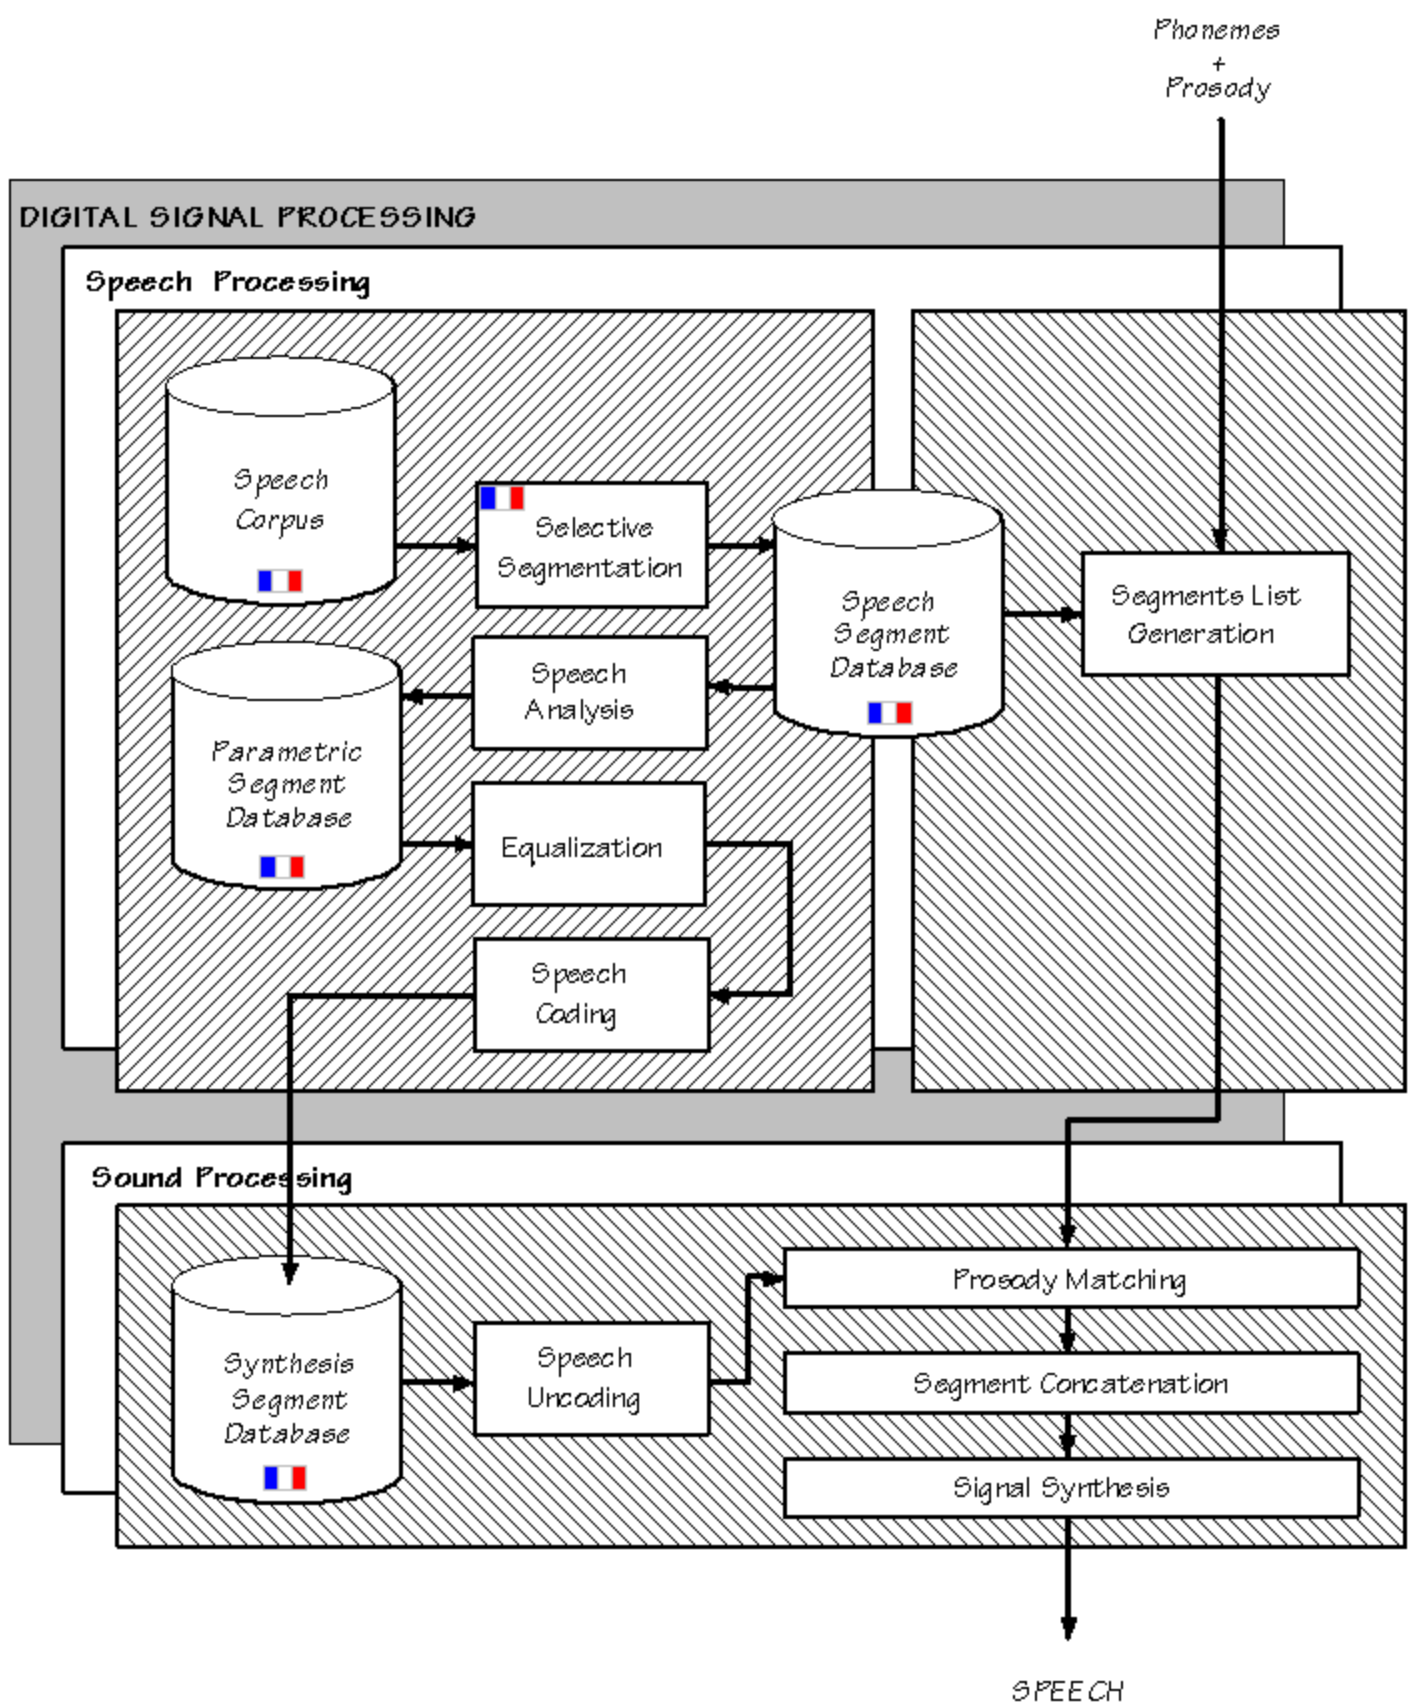 Phonemes
+
Prosody
DIGITAL SIGNAL PROCESSING
Speech Processing
Speech
Corpus
Selective
Segmentation
Speech
Segment
Database
Segments List
Generation
Speech
Analysis
Parametric
Segment
Database
Equalization
Speech
Coding
Sound Processing
Prosody Matching
Synthesis
Segment
Database
Speech
Uncoding
Segment Concatenation
Signal Synthesis
SPEECH